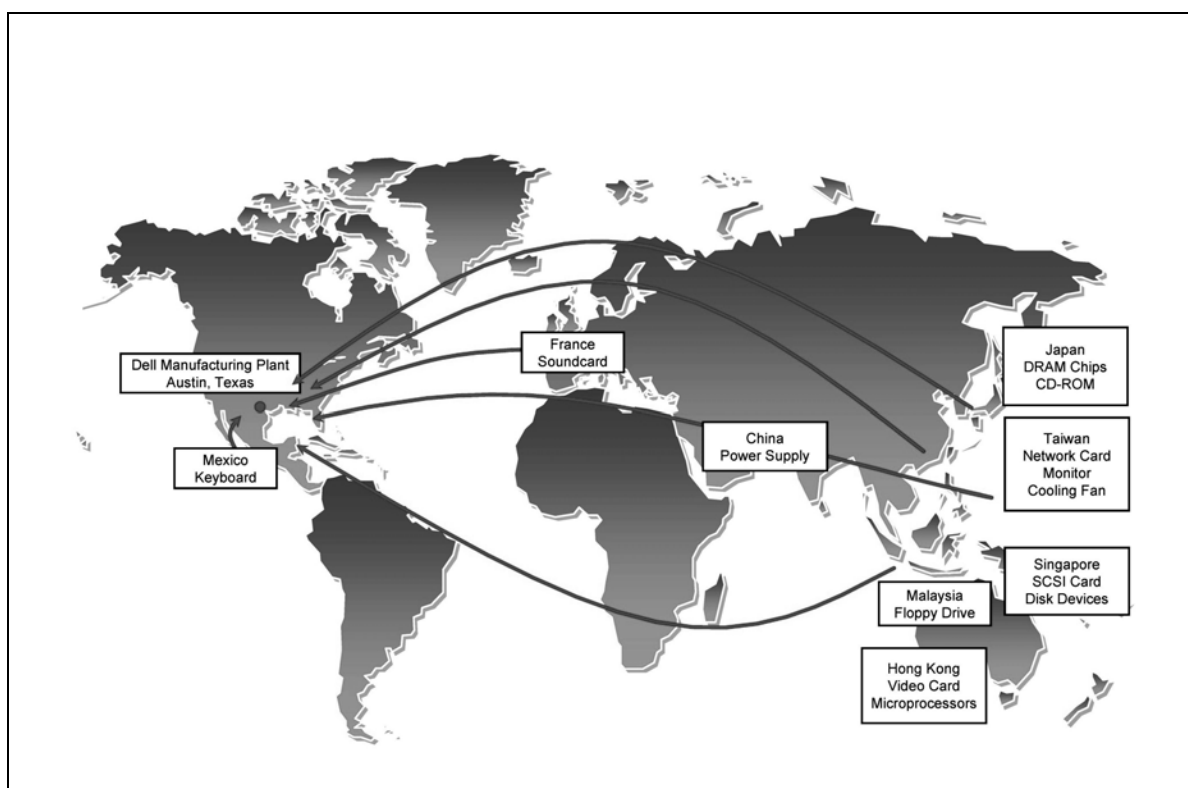 Dell Manufacturing Plant
Austin, Texas
Mexico
Keyboard
France
Soundcard
China
Power Supply
Japan
DRAM Chips
CD-ROM
Taiwan
Network Card
Monitor
Cooling Fan
Singapore
SCSI Card
Disk Devices
Malaysia
Floppy Drive
Hong Kong
Video Card
Microprocessors